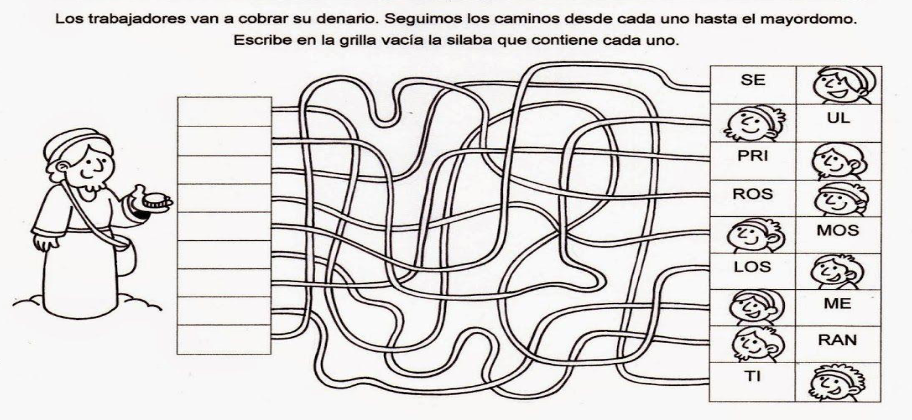 Los trabajadores van a cobrar su denario. Seguimos los caminos desde cada uno hasta el mayordomo.
Escribe en la grilla vacía la silaba que contiene cada uno.
SE
UL
PRI
ROS
MOS
LOS
ME
RAN
TI